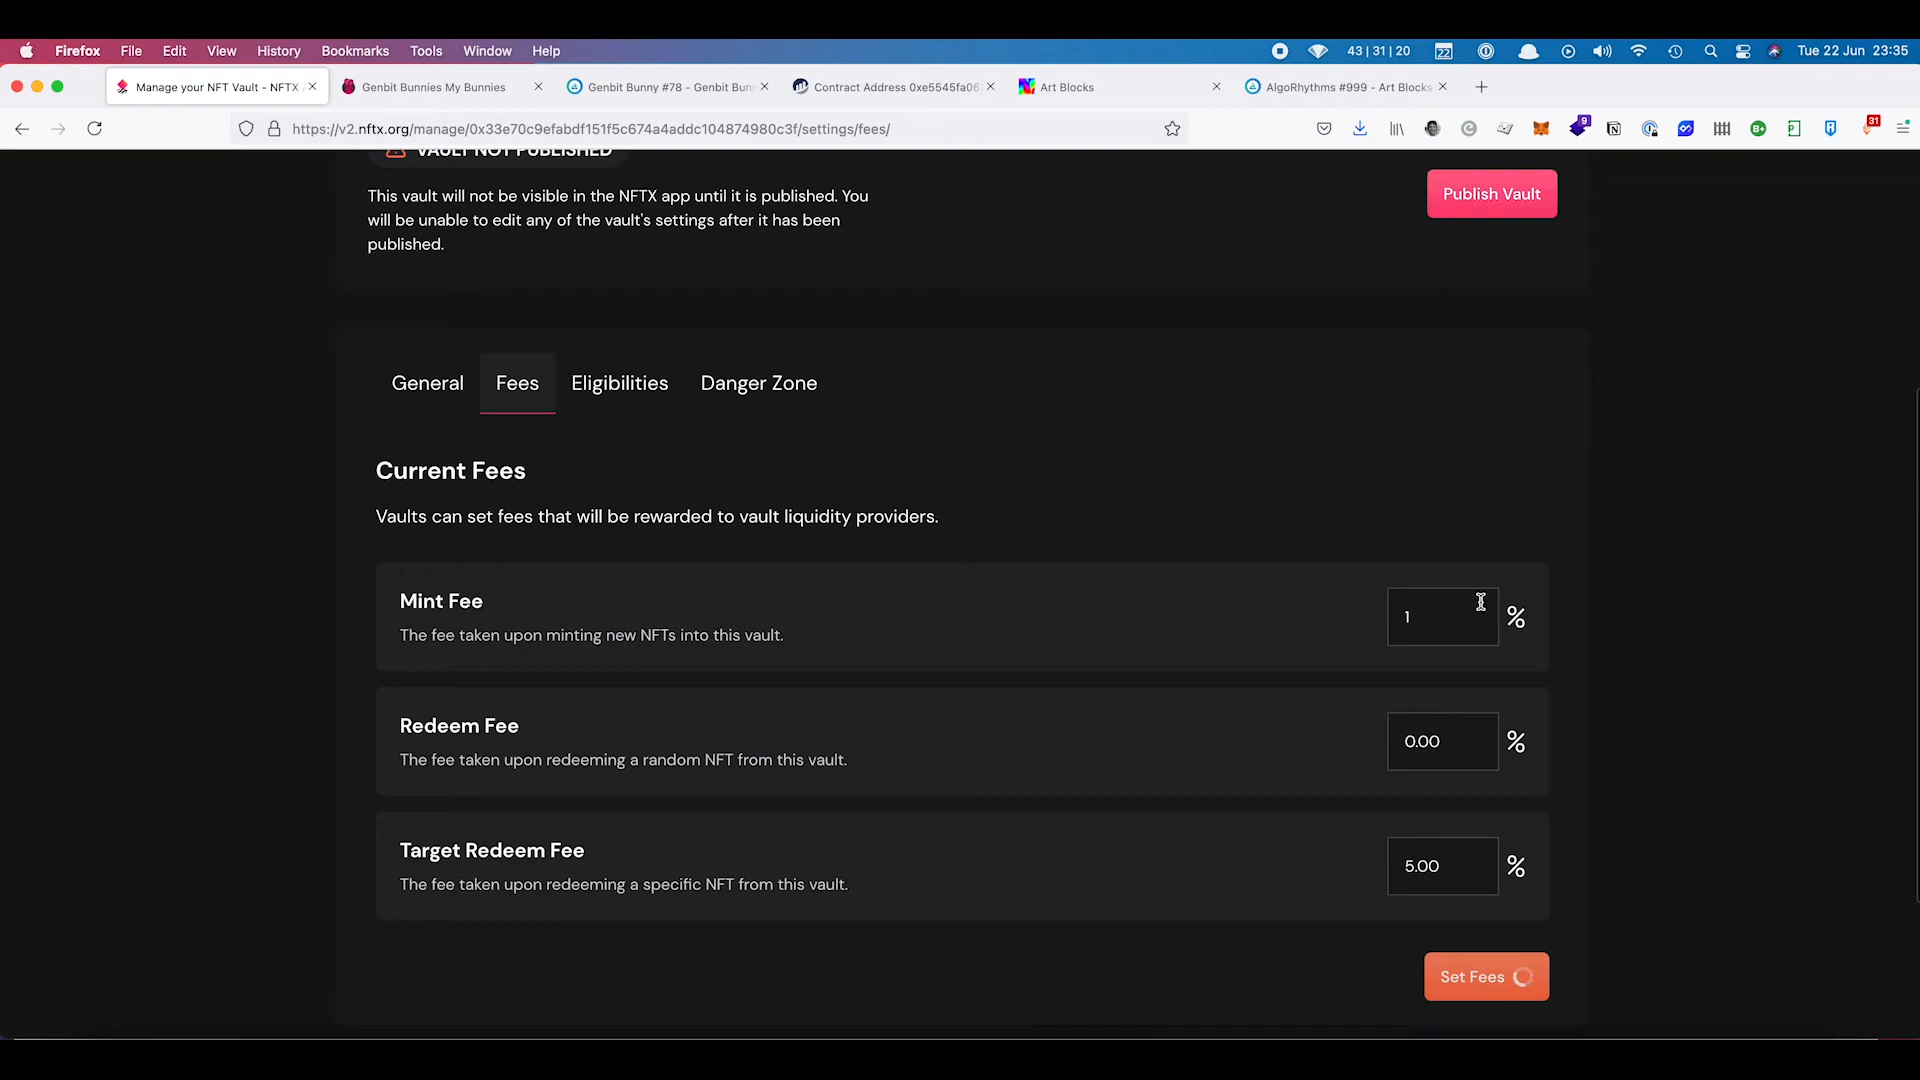 Firefox File Edit View History Bookmarks Tools Window Help 43 | 31 | 20 22 Tue 22 Jun 23:35
Manage your NFT Vault - NFTX Genbit Bunnies My Bunnies Genbit Bunny #78 - Genbit Bunn Contract Address 0xe5545fa06 Art Blocks AlgoRhythms #999 - Art Blocks
https://v2.nftx.org/manage/0x33e70c9efabdf151f5c674a4addc104874980c3f/settings/fees/ 9 31
VAULT NOT PUBLISHED
This vault will not be visible in the NFTX app until it is published. You
will be unable to edit any of the vault's settings after it has been
published.
Publish Vault
General Fees Eligibilities Danger Zone
Current Fees
Vaults can set fees that will be rewarded to vault liquidity providers.
Mint Fee
The fee taken upon minting new NFTs into this vault.
1 %
Redeem Fee
The fee taken upon redeeming a random NFT from this vault.
0.00 %
Target Redeem Fee
The fee taken upon redeeming a specific NFT from this vault.
5.00 %
Set Fees